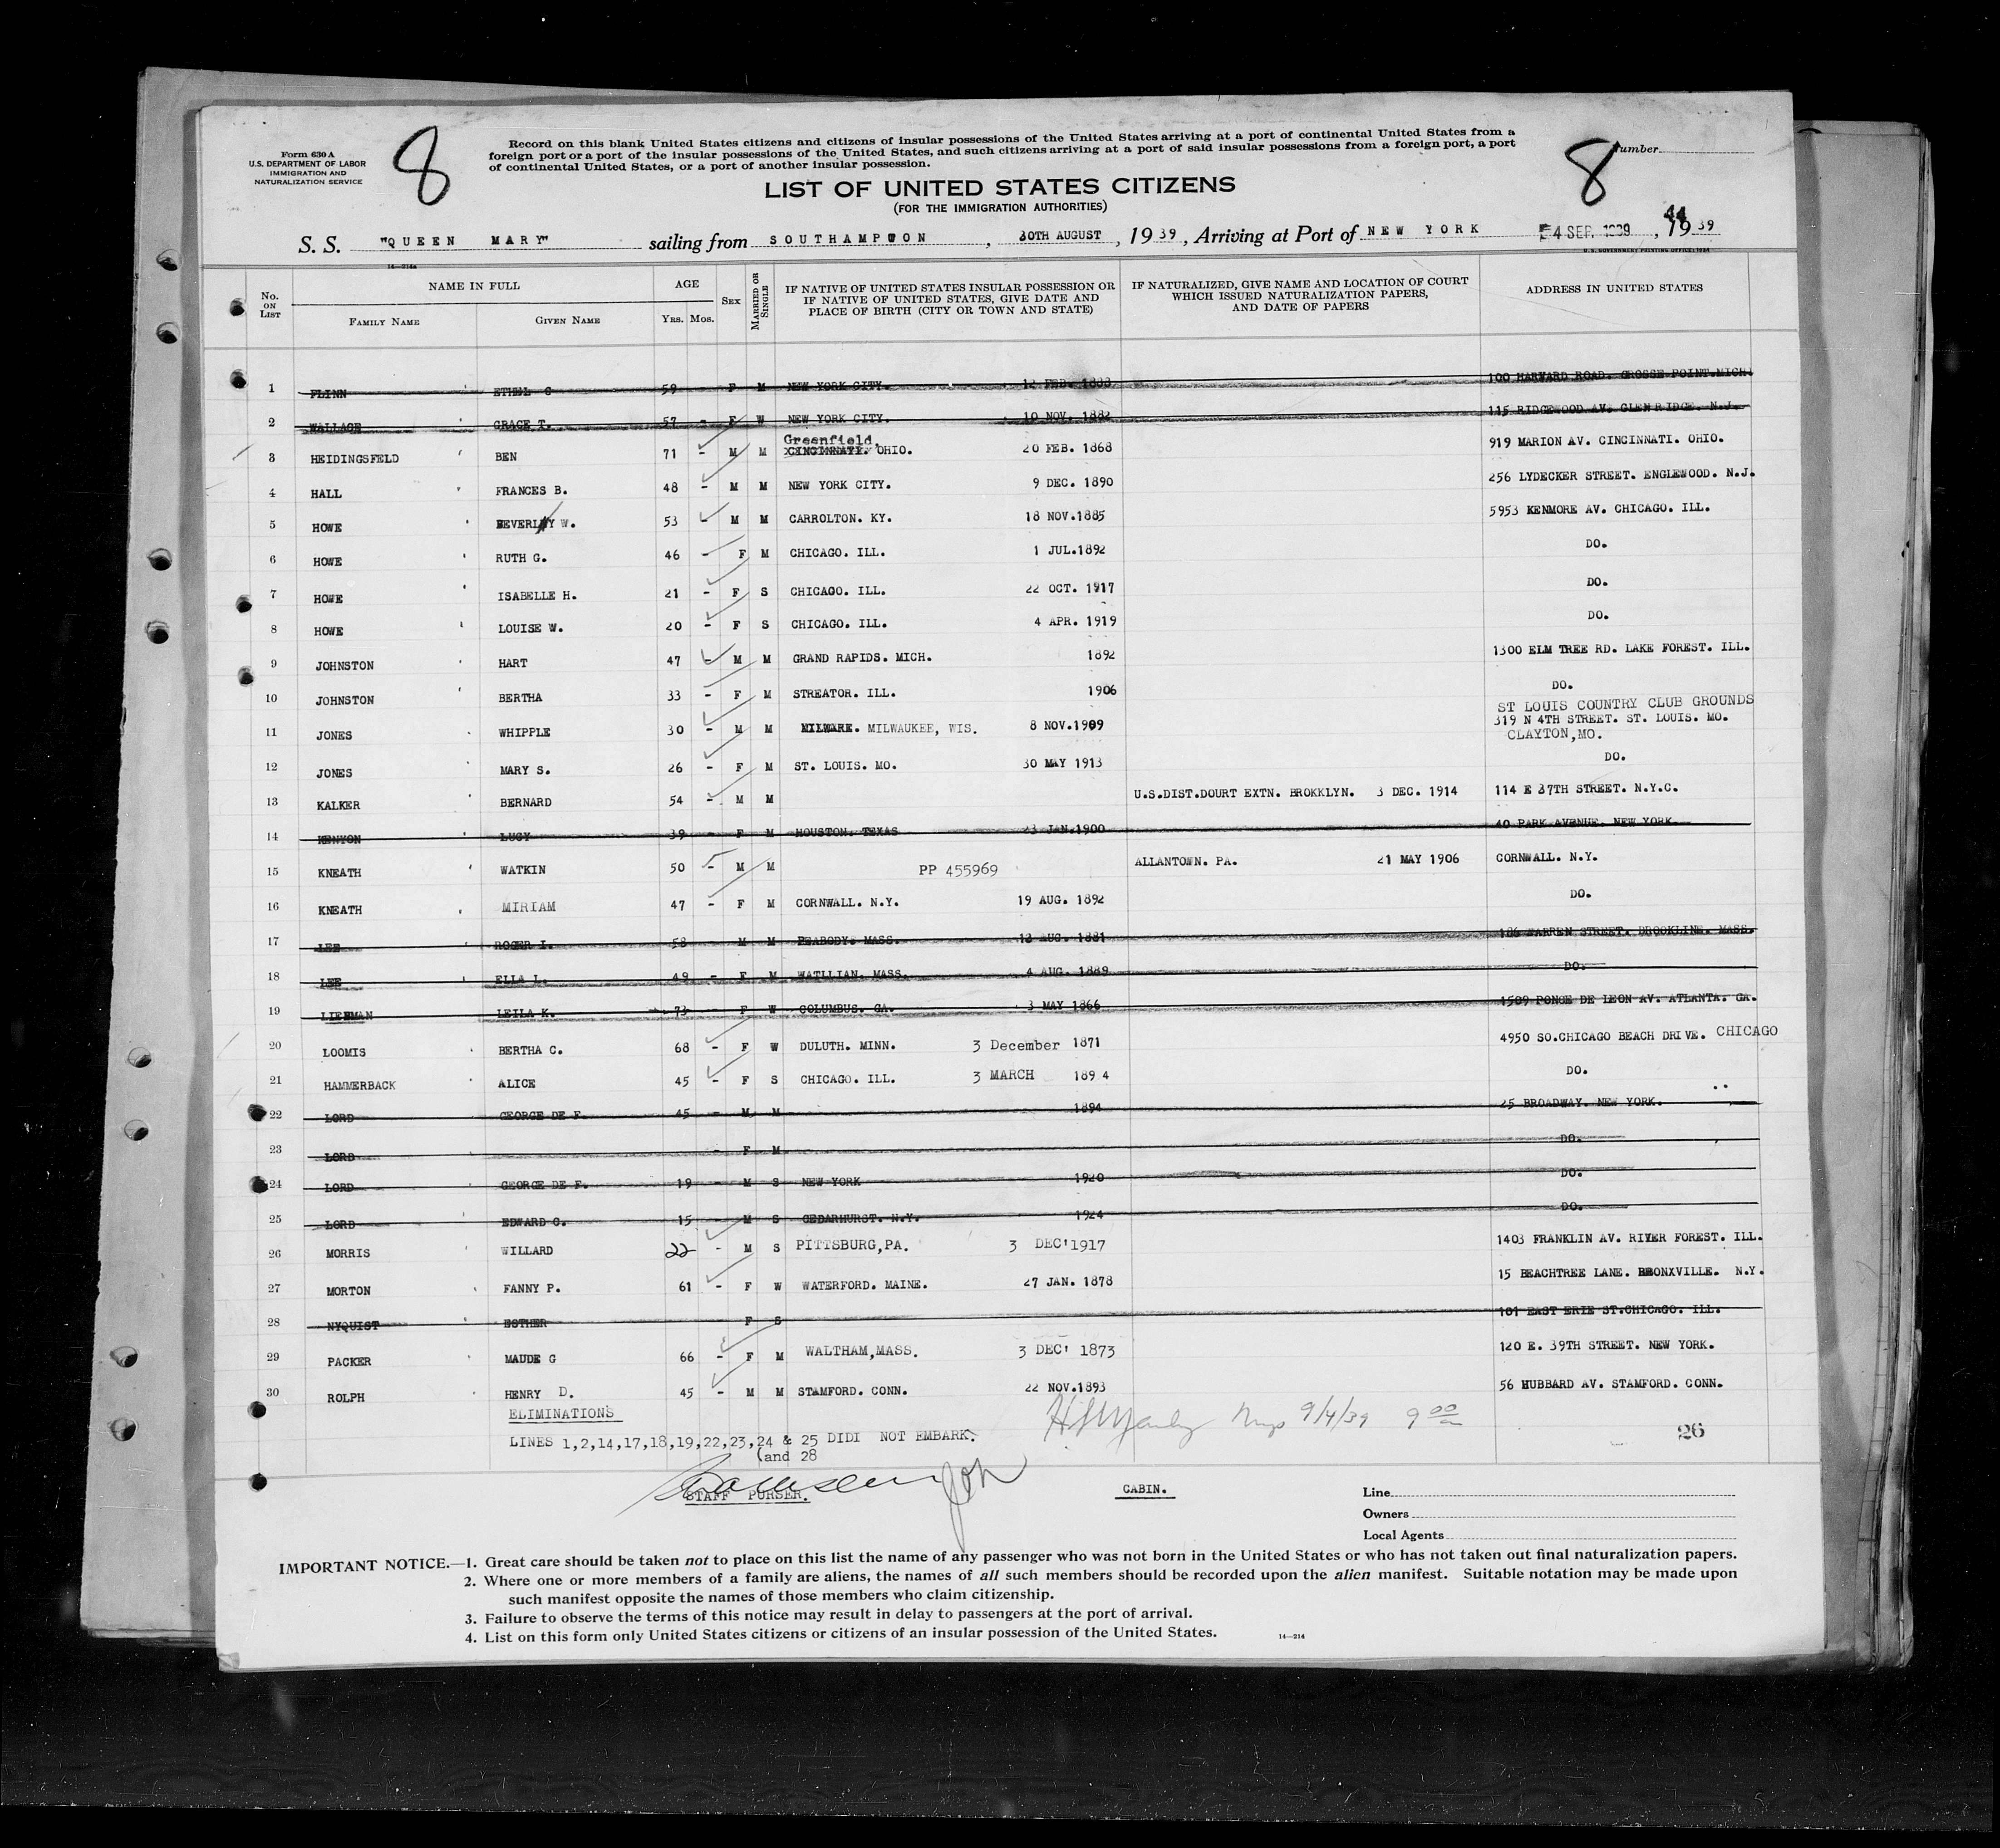 Form 630 A
U.S. DEPARTMENT OF LABOR
IMMIGRATION AND
NATURALIZATION SERVICE
8
Record on this blank United States citizens and citizens of insular possessions of the United States arriving at a port of continental United States from a
foreign port or a port of the insular possessions of the United States, and such citizens arriving at a port of said insular possessions from a foreign port, a port
of continental United States, or a port of another insular possession.
8
umber
LIST OF UNITED STATES CITIZENS
(FOR THE IMMIGRATION AUTHORITIES)
44
S. S. "QUEEN MARY" sailing from SOUTHAMPWON, 30TH AUGUST, 1939, Arriving at Port of NEW YORK 4 SEP. 1939, 1939
U.S. GOVERNMENT PRINTING OFFICE: 1934
14—214a
No. ON LIST
NAME IN FULL
FAMILY NAME
GIVEN NAME
AGE
YRS. MOS.
SEX
MARRIED OR SINGLE
IF NATIVE OF UNITED STATES INSULAR POSSESSION OR
IF NATIVE OF UNITED STATES, GIVE DATE AND
PLACE OF BIRTH (CITY OR TOWN AND STATE)
IF NATURALIZED, GIVE NAME AND LOCATION OF COURT
WHICH ISSUED NATURALIZATION PAPERS,
AND DATE OF PAPERS
ADDRESS IN UNITED STATES
1 FLINN ETHEL C 59 F M NEW YORK CITY. 12 FEB. 100 HARVARD ROAD. GROSSE POINT.MICH.
2 WALLACE GRACE T. 57 - F W NEW YORK CITY. 10 NOV. 1882 115 RIDGEWOOD AV. GLENRIDGE. N.J.
Greenfield,
3 HEIDINGSFELD BEN 71 - M M CINCINNATI. OHIO. 20 FEB. 1868 919 MARION AV. CINCINNATI. OHIO.
4 HALL FRANCES B. 48 - M M NEW YORK CITY. 9 DEC. 1890 256 LYDECKER STREET. ENGLEWOOD. N.J.
5 HOWE BEVERLY W. 53 - M M CARROLTON. KY. 18 NOV.1885 5953 KENMORE AV. CHICAGO. ILL.
6 HOWE RUTH G. 46 - F M CHICAGO. ILL. 1 JUL.1892 DO.
7 HOWE ISABELLE H. 21 - F S CHICAGO. ILL. 22 OCT. 1917 DO.
8 HOWE LOUISE W. 20 - F S CHICAGO. ILL. 4 APR. 1919 DO.
9 JOHNSTON HART 47 - M M GRAND RAPIDS. MICH. 1892 1300 ELM TREE RD. LAKE FOREST. ILL.
10 JOHNSTON BERTHA 33 - F M STREATOR. ILL. 1906 DO.
ST LOUIS COUNTRY CLUB GROUNDS
11 JONES WHIPPLE 30 - M M MILWARE. MILWAUKEE, WIS. 8 NOV.1909 319 N 4TH STREET. ST. LOUIS. MO.
CLAYTON,MO.
12 JONES MARY S. 26 - F M ST. LOUIS. MO. 30 MAY 1913 DO.
13 KALKER BERNARD 54 - M M U.S.DIST.DOURT EXTN. BROKKLYN. 3 DEC. 1914 114 E 37TH STREET. N.Y.C.
14 KENYON LUCY 39 - F M HOUSTON. TEXAS 23 JAN.1900 40 PARK AVENUE. NEW YORK.
15 KNEATH WATKIN 50 - M M PP 455969 ALLANTOWN. PA. 21 MAY 1906 CORNWALL. N.Y.
16 KNEATH MIRIAM 47 - F M CORNWALL. N.Y. 19 AUG. 1892 DO.
17 LEE ROGER I. 58 M M PEABODY. MASS. 12 AUG. 1881 186 WARREN STREET. BROOKLINE. MASS.
18 LEE ELLA L. 49 - F M WATLLIAN. MASS. 4 AUG. 1889 DO.
19 LIEBMAN LEILA K. 73 - F W COLUMBUS. GA. 3 MAY 1866 1509 PONCE DE LEON AV. ATLANTA. GA.
20 LOOMIS BERTHA C. 68 - F W DULUTH. MINN. 3 December 1871 4950 SO.CHICAGO BEACH DRIVE. CHICAGO
21 HAMMERBACK ALICE 45 - F S CHICAGO. ILL. 3 MARCH 1894 DO.
22 LORD GEORGE DE F. 45 - M M 1894 25 BROADWAY. NEW YORK.
23 LORD - F M DO.
24 LORD GEORGE DE F. 19 - M S NEW YORK 1920 DO.
25 LORD EDWARD C. 15 M S CEDARHURST. N.Y. 1924 DO.
26 MORRIS WILLARD 22 - M S PITTSBURG,PA. 3 DEC'1917 1403 FRANKLIN AV. RIVER FOREST. ILL.
27 MORTON FANNY P. 61 - F W WATERFORD. MAINE. 27 JAN. 1878 15 BEACHTREE LANE. BRONXVILLE. N.Y.
28 NYQUIST ESTHER F S 101 EAST ERIE ST.CHICAGO. ILL.
29 PACKER MAUDE G 66 - F M WALTHAM,MASS. 3 DEC' 1873 120 E. 39TH STREET. NEW YORK.
30 ROLPH HENRY D. 45 - M M STAMFORD. CONN. 22 NOV.1893 56 HUBBARD AV. STAMFORD. CONN.
ELIMINATIONS
LINES 1,2,14,17,18,19,22,23,24 & 25 DIDI NOT EMBARK.
(and 28
9/4/39 9 00
26
STAFF PURSER.
CABIN.
Line
Owners
Local Agents
IMPORTANT NOTICE.—1. Great care should be taken not to place on this list the name of any passenger who was not born in the United States or who has not taken out final naturalization papers.
2. Where one or more members of a family are aliens, the names of all such members should be recorded upon the alien manifest. Suitable notation may be made upon
such manifest opposite the names of those members who claim citizenship.
3. Failure to observe the terms of this notice may result in delay to passengers at the port of arrival.
4. List on this form only United States citizens or citizens of an insular possession of the United States.
14—214